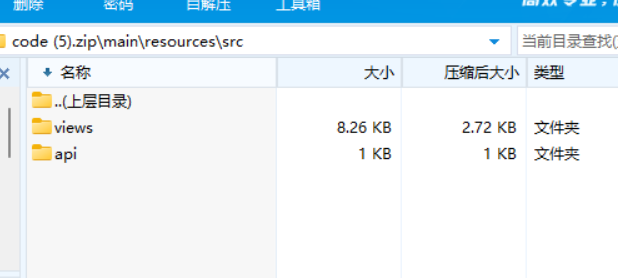 删除 密码 自解压 工具箱
code (5).zip\main\resources\src 当前目录查找(
名称 大小 压缩后大小 类型
..(上层目录)
views 8.26 KB 2.72 KB 文件夹
api 1 KB 1 KB 文件夹